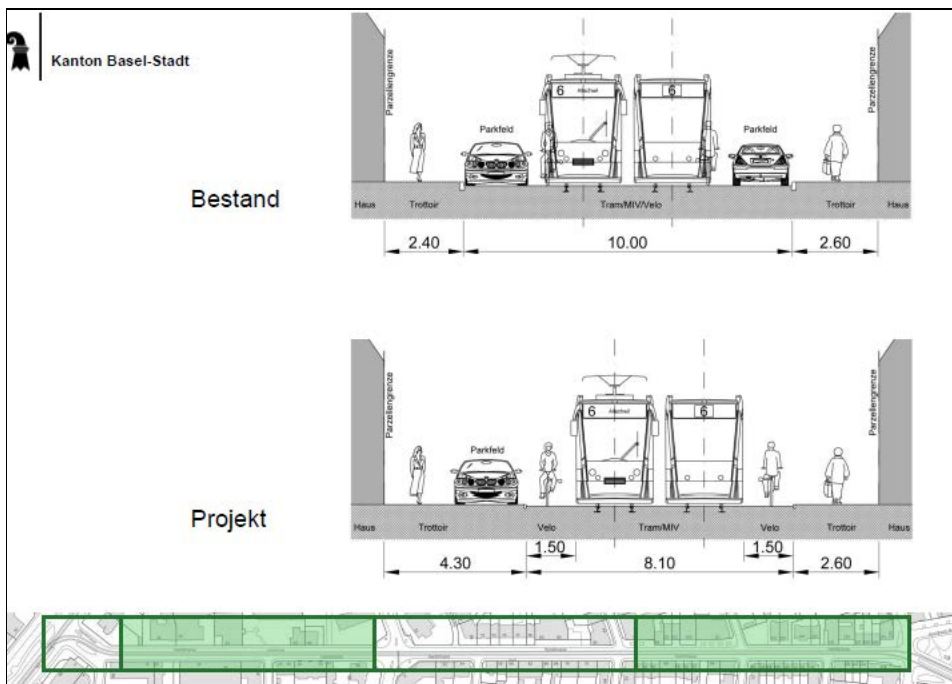 Kanton Basel-Stadt
Parzellengrenze
Parzellengrenze
6 Allschwil
6
Parkfeld
Parkfeld
Bestand
Haus
Trottoir
Tram/MIV/Velo
Trottoir
Haus
2.40
10.00
2.60
Parzellengrenze
Parzellengrenze
6 Allschwil
6
Parkfeld
Projekt
Haus
Trottoir
Velo
Tram/MIV
Velo
Trottoir
Haus
1.50
1.50
4.30
8.10
2.60